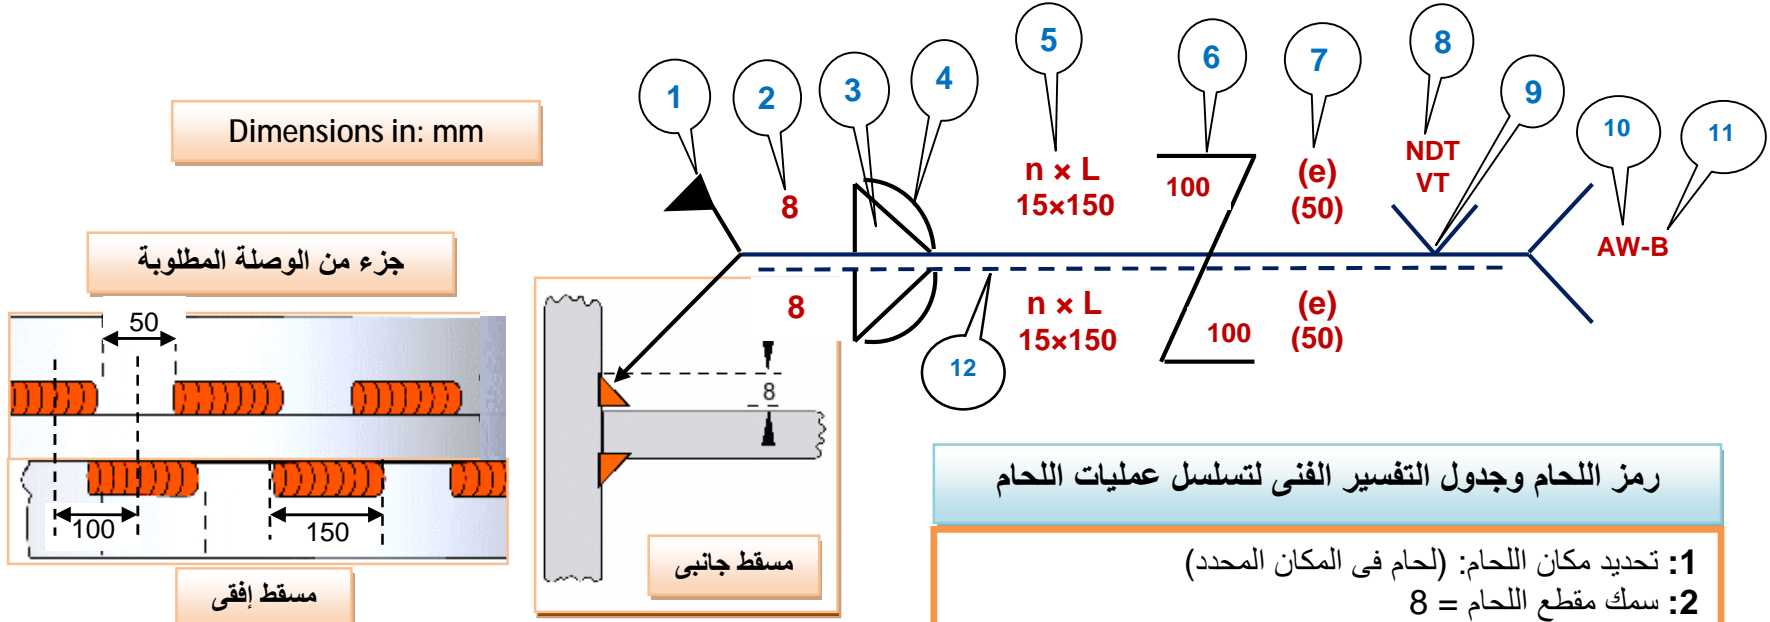 Dimensions in: mm
1
2
3
4
5
6
7
8
9
10
11
12
8
n × L
15×150
100
(e)
(50)
NDT
VT
AW-B
8
n × L
15×150
100
(e)
(50)
جزء من الوصلة المطلوبة
50
100
150
مسقط إفقى
8
مسقط جانبى
رمز اللحام وجدول التفسير الفنى لتسلسل عمليات اللحام
1: تحديد مكان اللحام: (لحام فى المكان المحدد)
2: سمك مقطع اللحام = 8